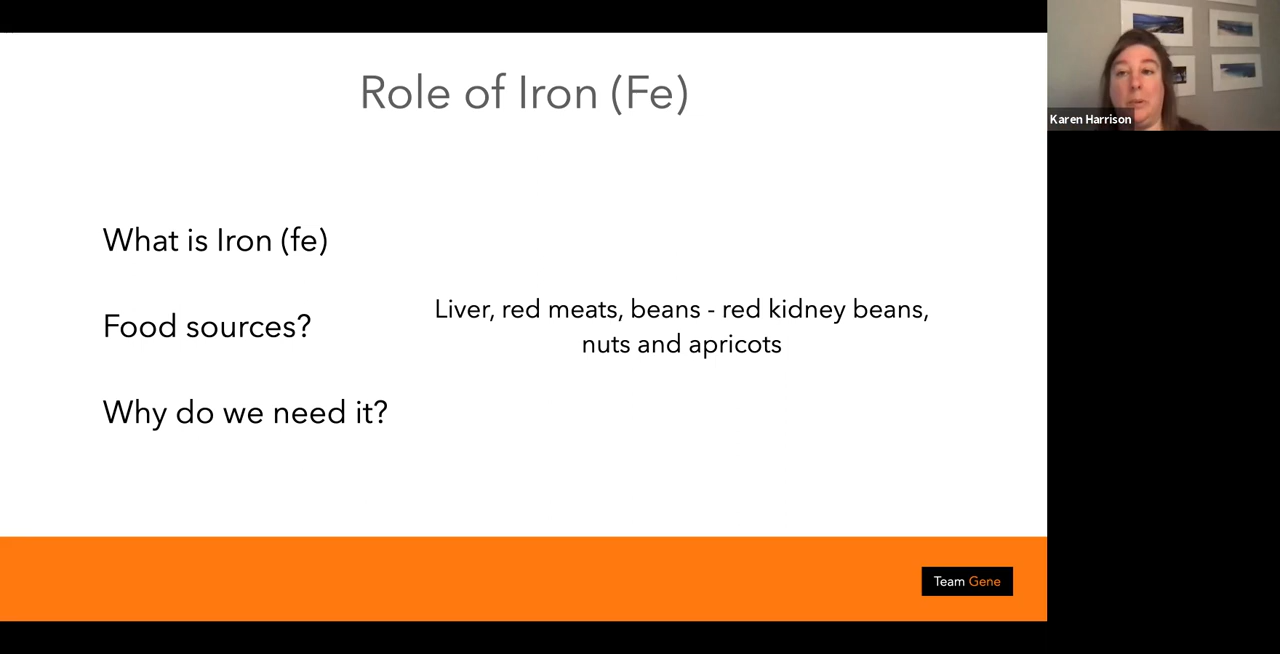 Role of Iron (Fe)
What is Iron (fe)
Food sources?
Liver, red meats, beans - red kidney beans,
nuts and apricots
Why do we need it?
Team Gene
Karen Harrison